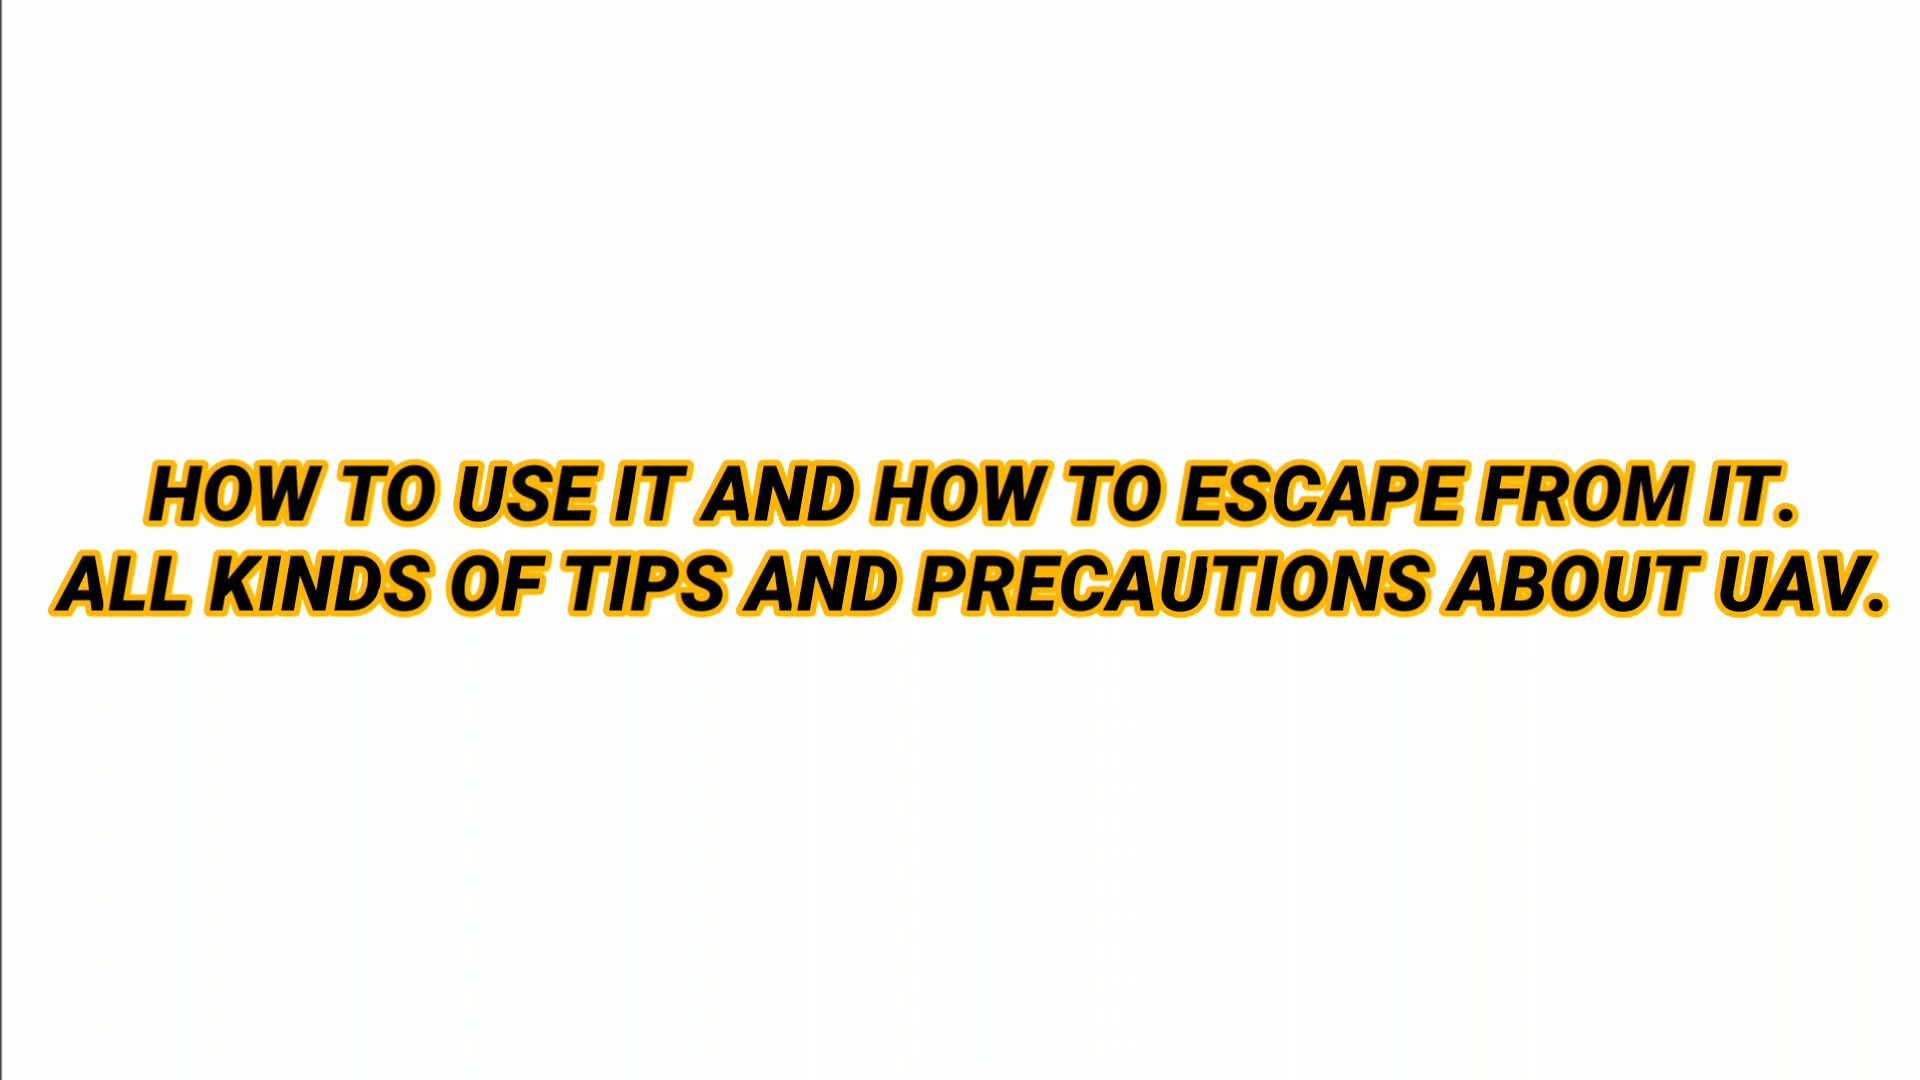 HOW TO USE IT AND HOW TO ESCAPE FROM IT.
ALL KINDS OF TIPS AND PRECAUTIONS ABOUT UAV.